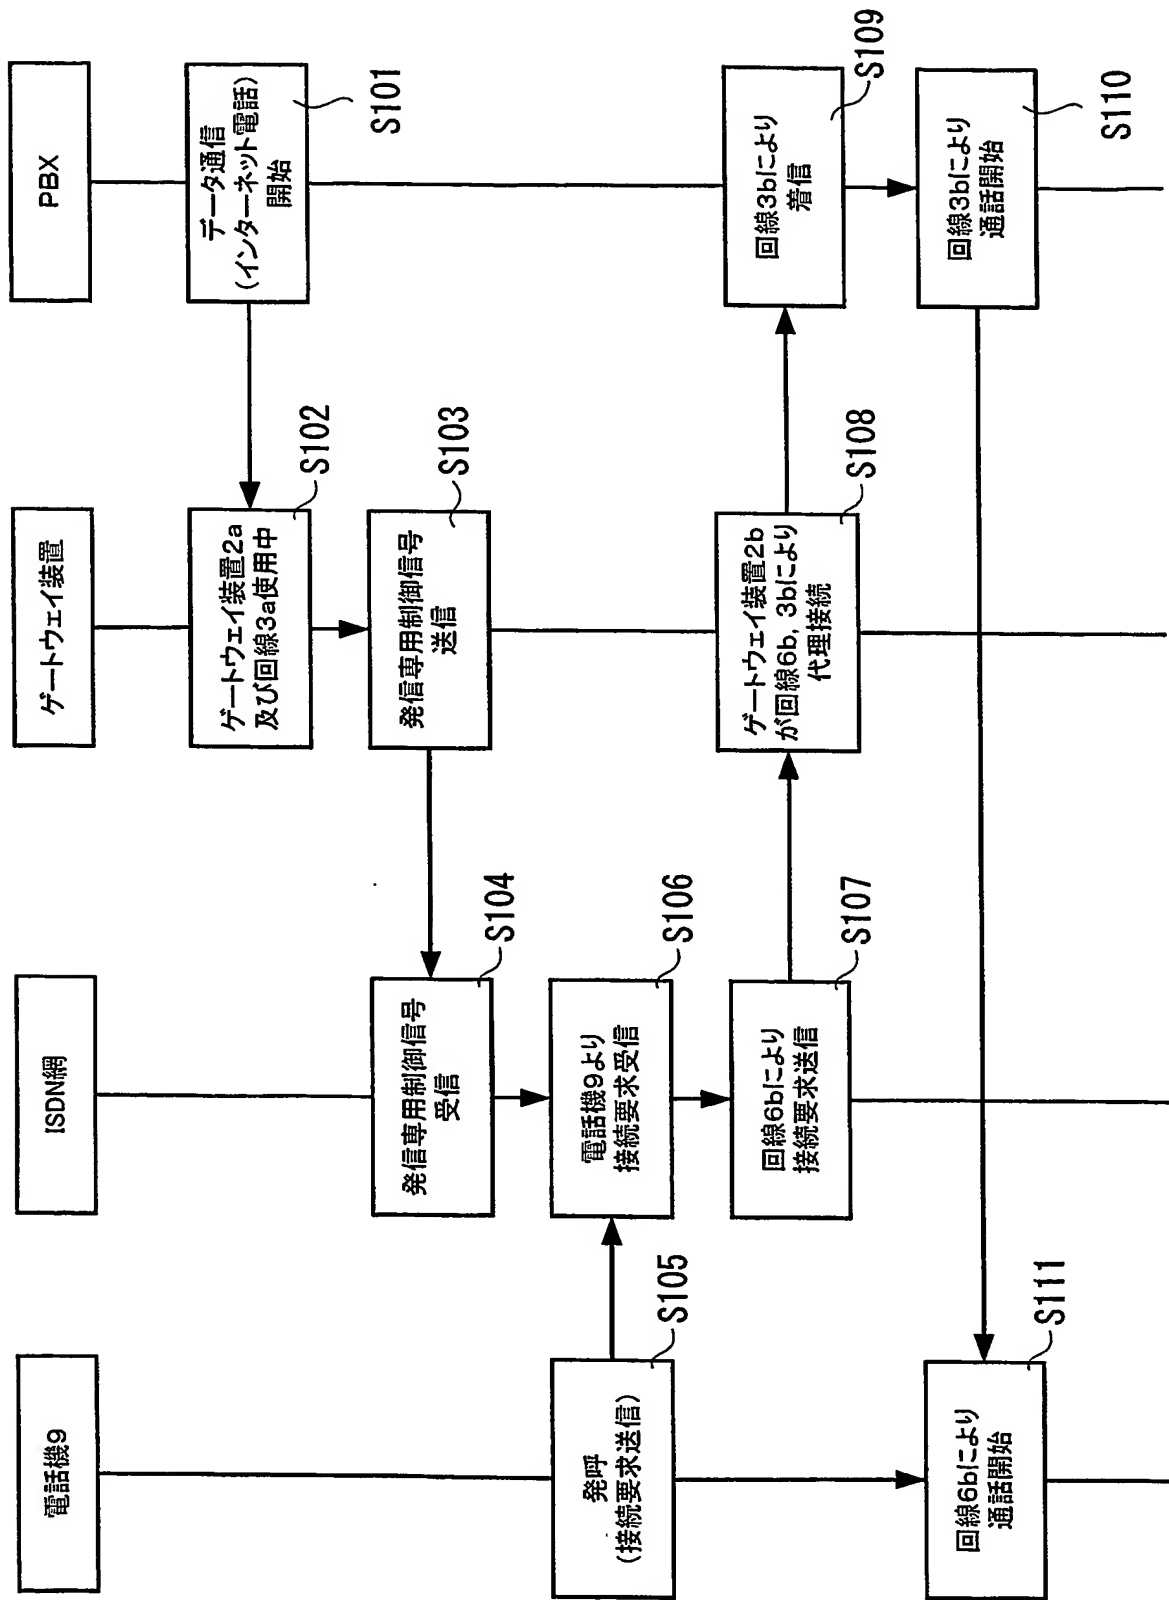 電話機9
ISDN網
ゲートウェイ装置
PBX
データ通信
(インターネット電話)
開始
S101
ゲートウェイ装置2a
及び回線3a使用中
S102
発信専用制御信号
送信
S103
発信専用制御信号
受信
S104
発呼
(接続要求送信)
S105
電話機9より
接続要求受信
S106
回線6bにより
接続要求送信
S107
ゲートウェイ装置2b
が回線6b, 3bにより
代理接続
S108
回線3bにより
着信
S109
回線3bにより
通話開始
S110
回線6bにより
通話開始
S111